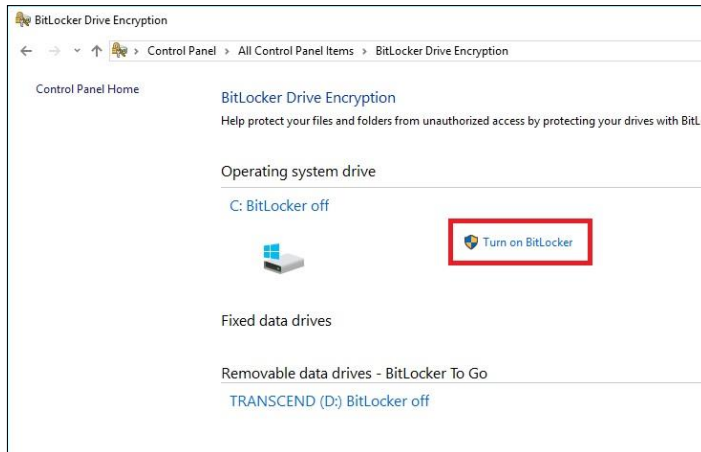 BitLocker Drive Encryption
Control Panel > All Control Panel Items > BitLocker Drive Encryption
Control Panel Home
BitLocker Drive Encryption
Help protect your files and folders from unauthorized access by protecting your drives with BitL
Operating system drive
C: BitLocker off
Turn on BitLocker
Fixed data drives
Removable data drives - BitLocker To Go
TRANSCEND (D:) BitLocker off